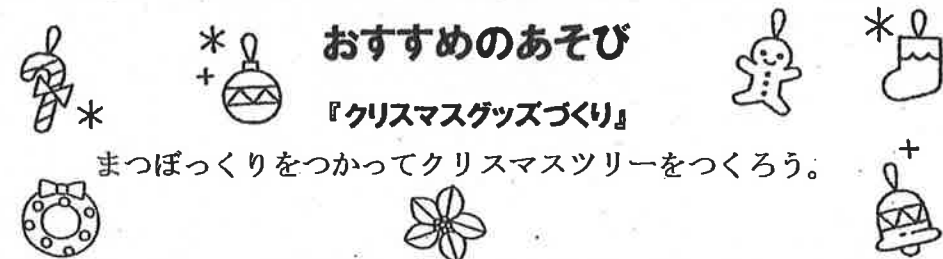 おすすめのあそび
『クリスマスグッズづくり』
まつぼっくりをつかってクリスマスツリーをつくろう。